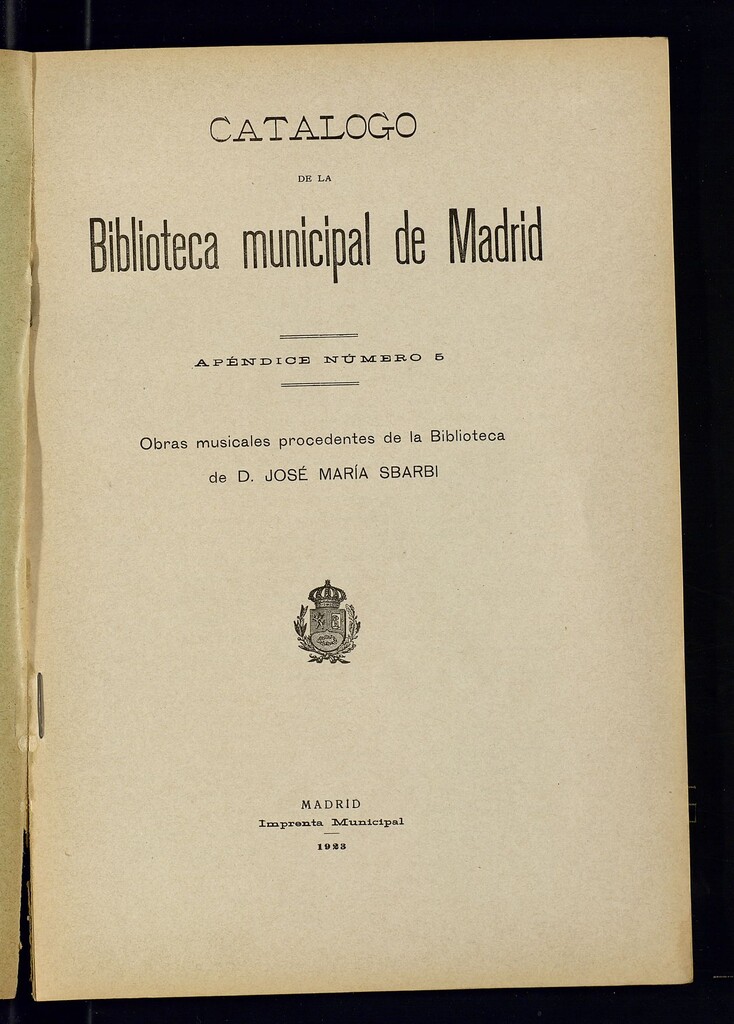 CATALOGO
DE LA
Biblioteca municipal de Madrid
APÉNDICE NÚMERO 5
Obras musicales procedentes de la Biblioteca
de D. JOSÉ MARÍA SBARBI
MADRID
Imprenta Municipal
1923